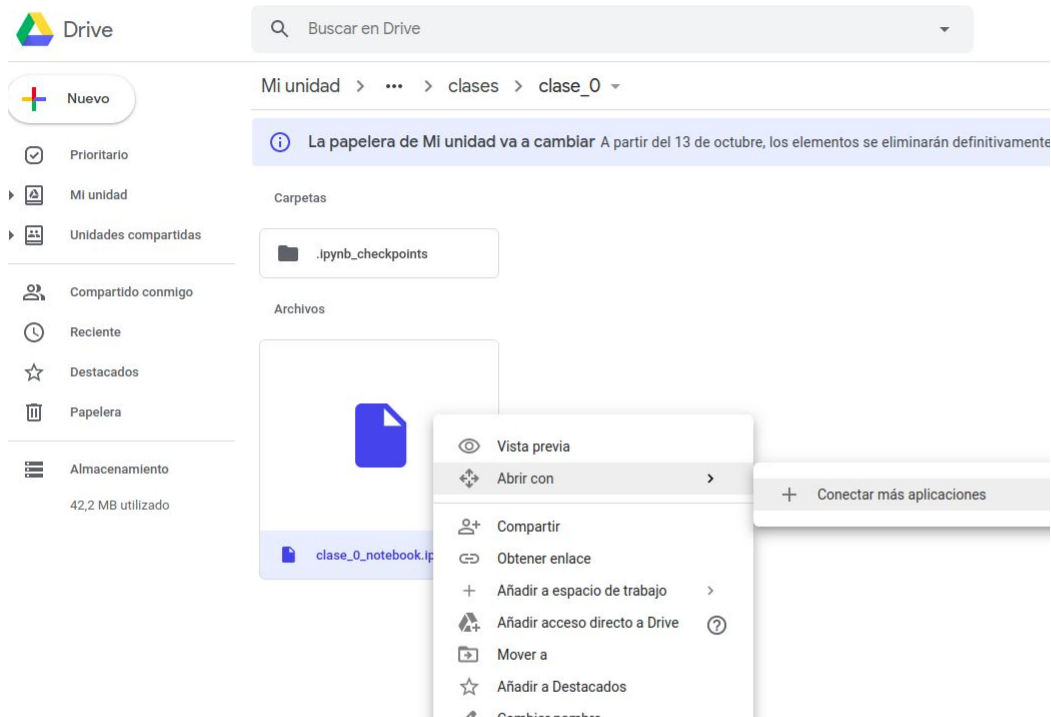 Drive
Buscar en Drive
Nuevo
Mi unidad > ••• > clases > clase_0
La papelera de Mi unidad va a cambiar A partir del 13 de octubre, los elementos se eliminarán definitivamente
Prioritario
Mi unidad
Unidades compartidas
Compartido conmigo
Reciente
Destacados
Papelera
Almacenamiento
42,2 MB utilizado
Carpetas
.ipynb_checkpoints
Archivos
clase_0_notebook.ip
Vista previa
Abrir con
Conectar más aplicaciones
Compartir
Obtener enlace
Añadir a espacio de trabajo
Añadir acceso directo a Drive
Mover a
Añadir a Destacados
Cambiar nombre